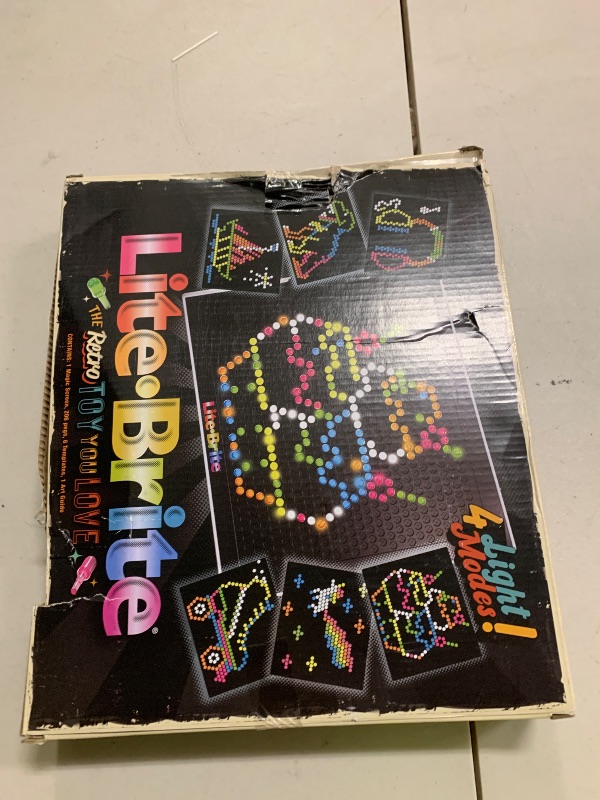 Lite·Brite®
THE Retro TOY YOU LOVE
CONTAINS: 1 Magic Screen, 206 pegs, 6 Templates, 1 Art Guide
Lite·Brite
4 Light
Modes!